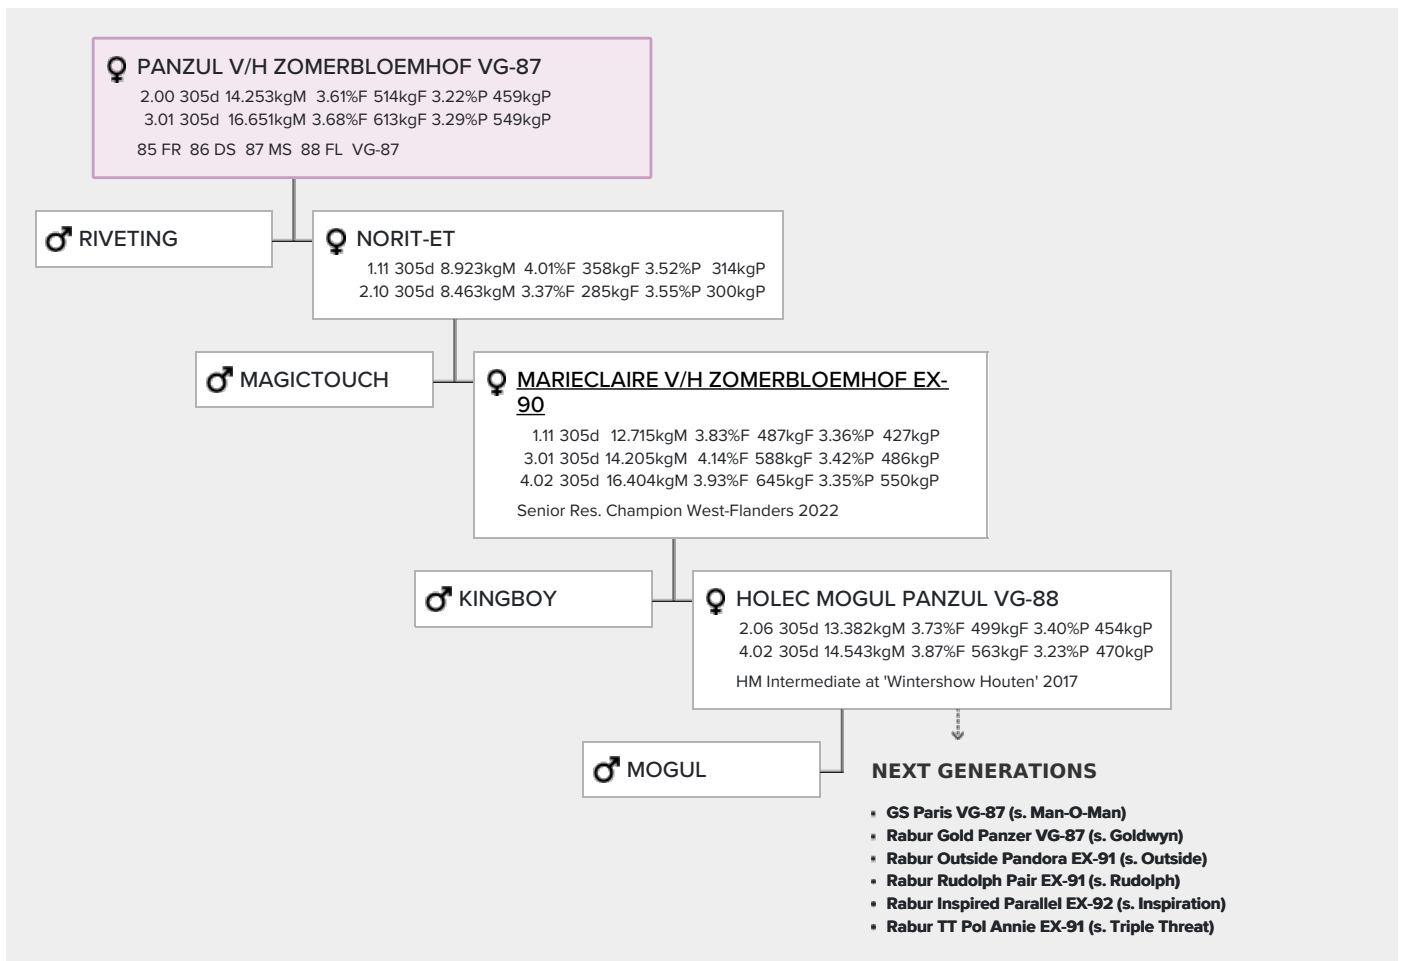 PANZUL V/H ZOMERBLOEMHOF VG-87
2.00 305d 14.253kgM 3.61%F 514kgF 3.22%P 459kgP
3.01 305d 16.651kgM 3.68%F 613kgF 3.29%P 549kgP
85 FR 86 DS 87 MS 88 FL VG-87
RIVETING
NORIT-ET
1.11 305d 8.923kgM 4.01%F 358kgF 3.52%P 314kgP
2.10 305d 8.463kgM 3.37%F 285kgF 3.55%P 300kgP
MAGICTOUCH
MARIECLAIRE V/H ZOMERBLOEMHOF EX-
90
1.11 305d 12.715kgM 3.83%F 487kgF 3.36%P 427kgP
3.01 305d 14.205kgM 4.14%F 588kgF 3.42%P 486kgP
4.02 305d 16.404kgM 3.93%F 645kgF 3.35%P 550kgP
Senior Res. Champion West-Flanders 2022
KINGBOY
HOLEC MOGUL PANZUL VG-88
2.06 305d 13.382kgM 3.73%F 499kgF 3.40%P 454kgP
4.02 305d 14.543kgM 3.87%F 563kgF 3.23%P 470kgP
HM Intermediate at 'Wintershow Houten' 2017
MOGUL
NEXT GENERATIONS
▪ GS Paris VG-87 (s. Man-O-Man)
▪ Rabur Gold Panzer VG-87 (s. Goldwyn)
▪ Rabur Outside Pandora EX-91 (s. Outside)
▪ Rabur Rudolph Pair EX-91 (s. Rudolph)
▪ Rabur Inspired Parallel EX-92 (s. Inspiration)
▪ Rabur TT Pol Annie EX-91 (s. Triple Threat)